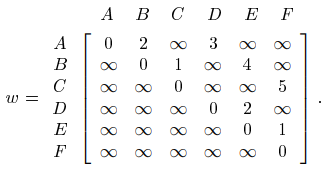 A B C D E F
A 0 2 ∞ 3 ∞ ∞
B ∞ 0 1 ∞ 4 ∞
C ∞ ∞ 0 ∞ ∞ 5
w = D ∞ ∞ ∞ 0 2 ∞ .
E ∞ ∞ ∞ ∞ 0 1
F ∞ ∞ ∞ ∞ ∞ 0